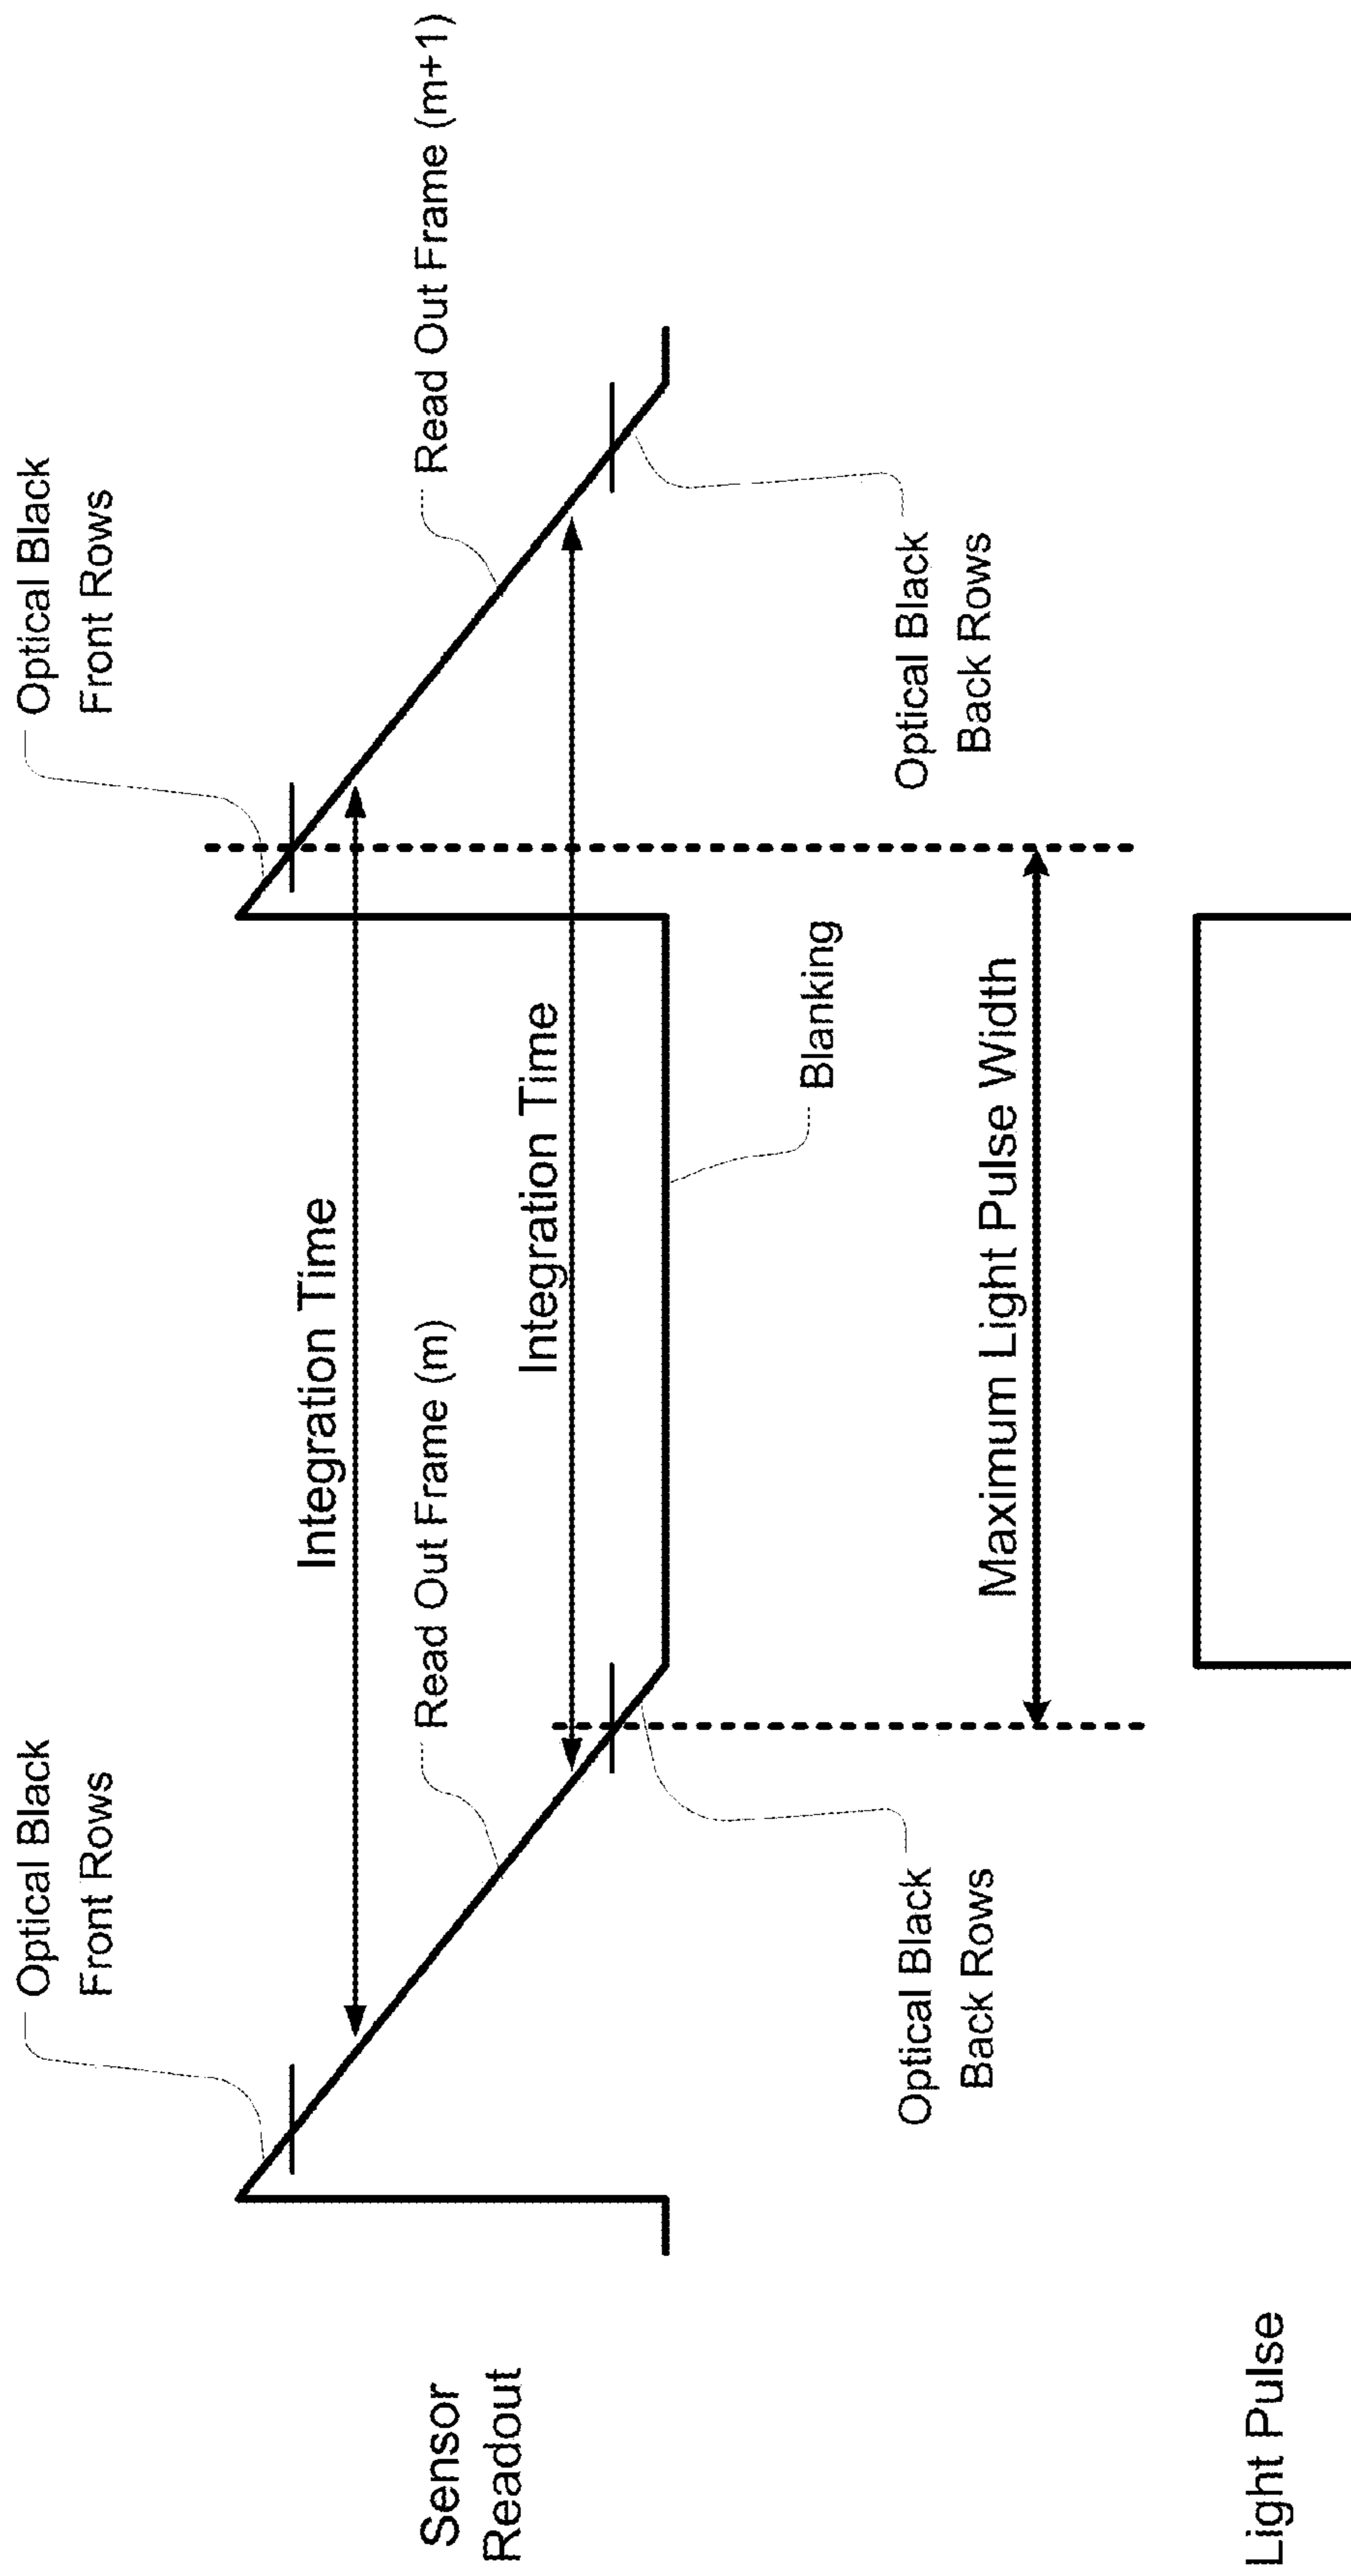 Optical Black
Front Rows
Optical Black
Front Rows
Integration Time
Read Out Frame (m)
Read Out Frame (m+1)
Sensor
Readout
Integration Time
Blanking
Optical Black
Back Rows
Optical Black
Back Rows
Maximum Light Pulse Width
Light Pulse